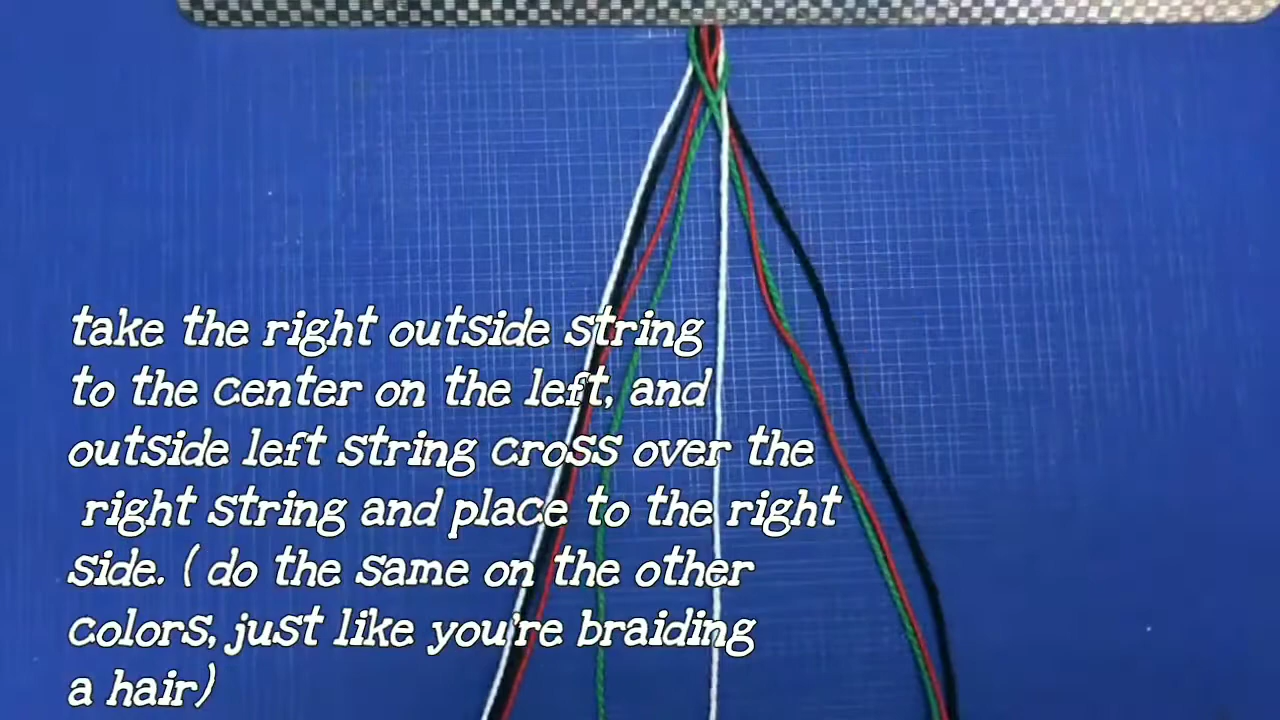 take the right outside string
to the center on the left, and
outside left string cross over the
right string and place to the right
side. ( do the same on the other
colors, just like you're braiding
a hair)